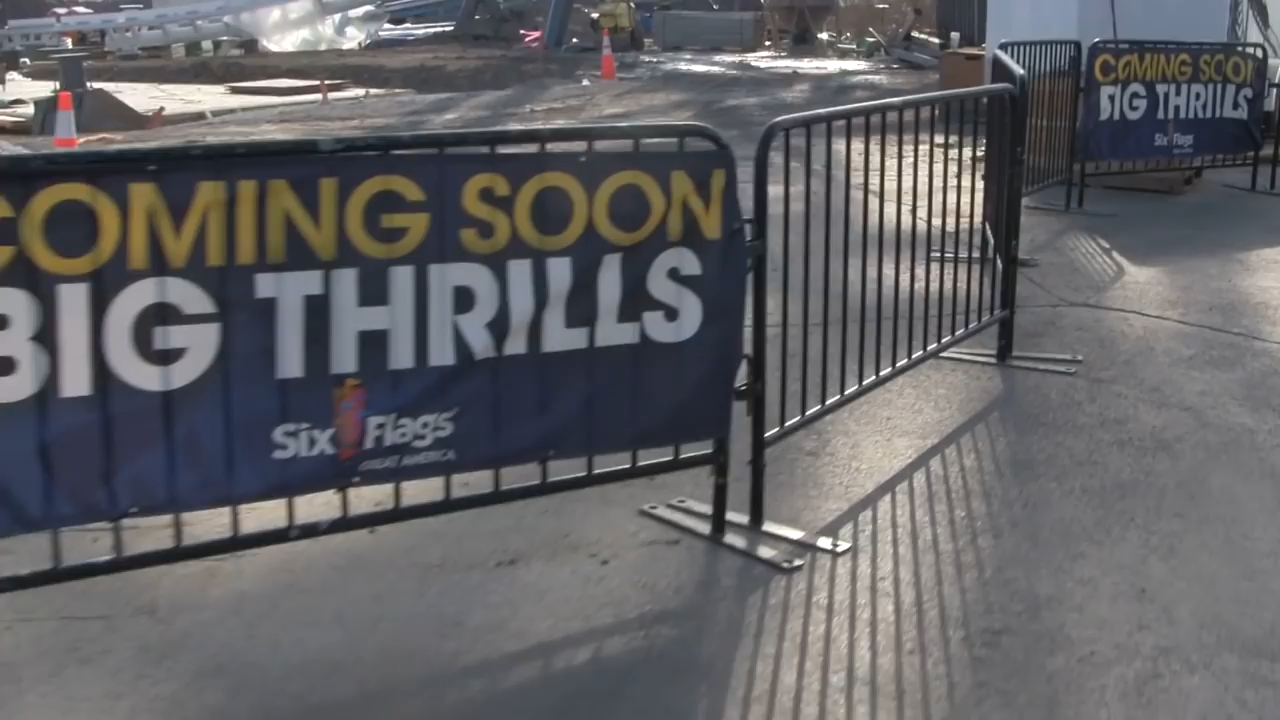 COMING SOON
BIG THRILLS
Six Flags
GREAT AMERICA
COMING SOON
BIG THRILLS
Six Flags